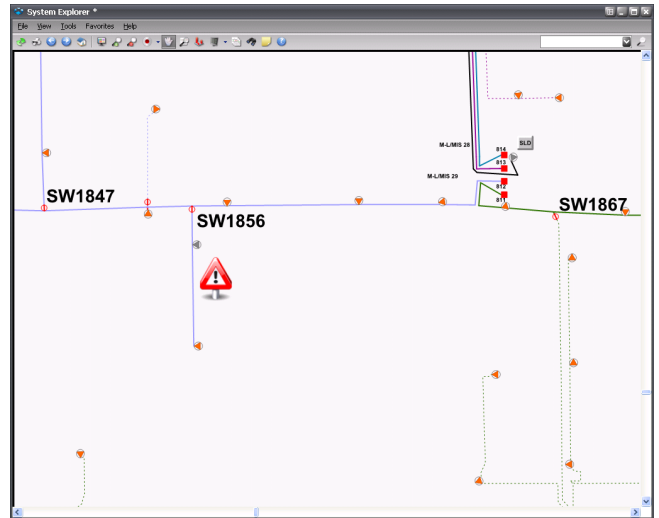 System Explorer *
File View Tools Favorites Help
M-L/MIS 28
814
SLD
813
M-L/MIS 29
812
811
SW1847
SW1856
SW1867